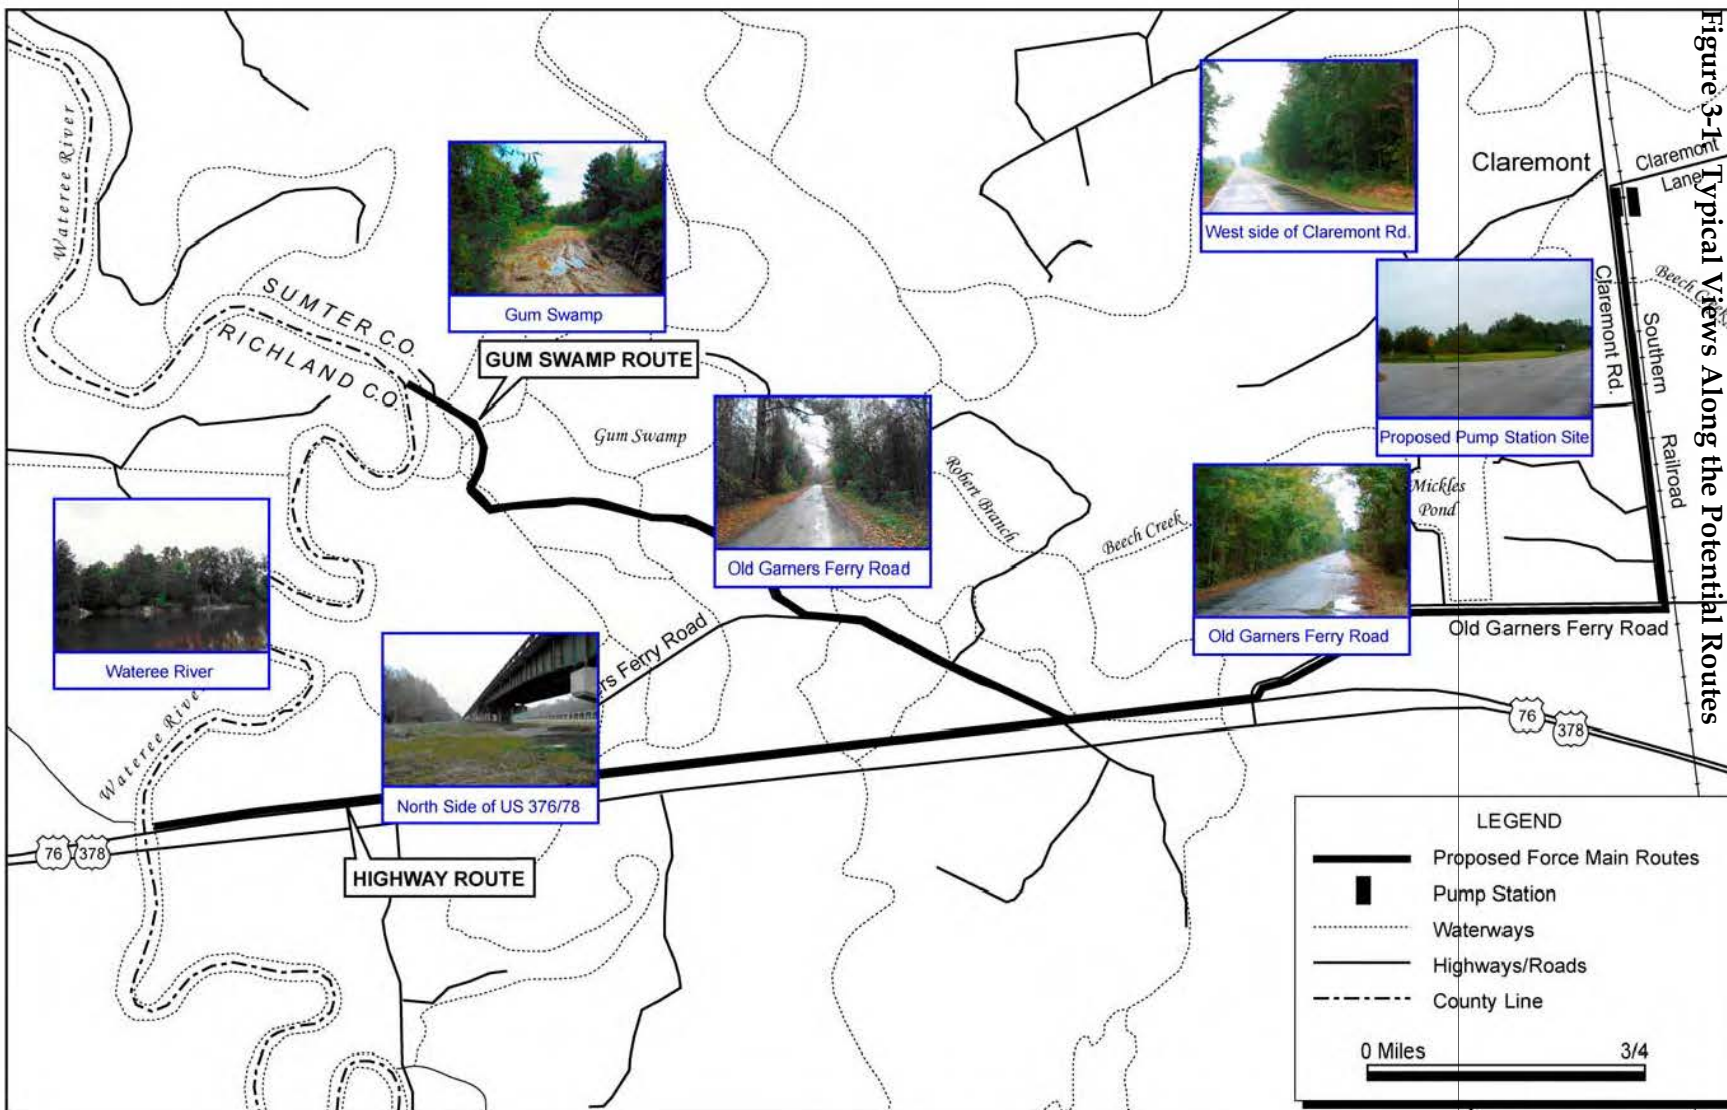 Figure 3-1. Typical Views Along the Potential Routes
Wateree River
SUMTER CO.
RICHLAND CO.
Gum Swamp
GUM SWAMP ROUTE
Gum Swamp
West side of Claremont Rd.
Claremont
Claremont
Lane
Claremont Rd.
Southern
Railroad
Beech Creek
Proposed Pump Station Site
Mickles
Pond
Old Garners Ferry Road
Robert Branch
Beech Creek
Old Garners Ferry Road
Old Garners Ferry Road
Wateree River
Wateree River
rs Ferry Road
North Side of US 376/78
HIGHWAY ROUTE
76
378
76
378
LEGEND
Proposed Force Main Routes
Pump Station
Waterways
Highways/Roads
County Line
0 Miles 3/4